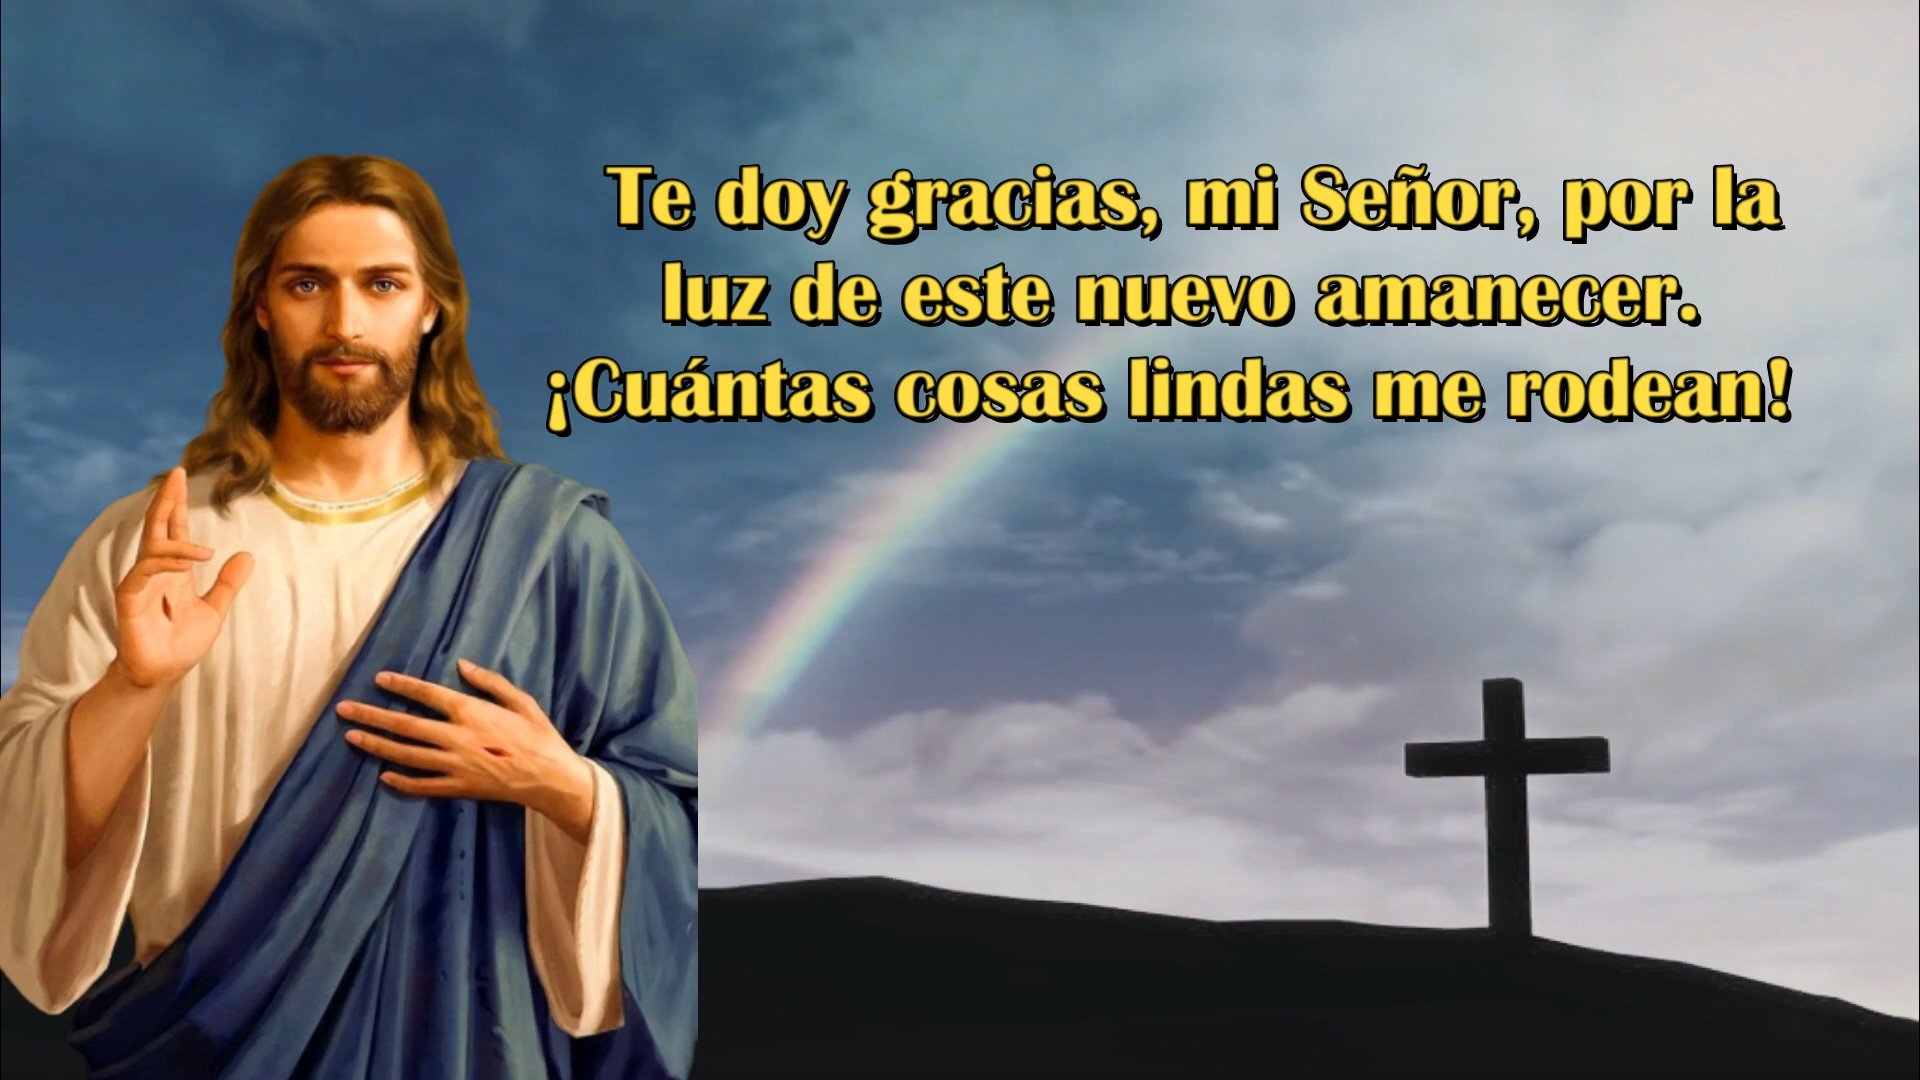 Te doy gracias, mi Señor, por la
luz de este nuevo amanecer.
¡Cuántas cosas lindas me rodean!